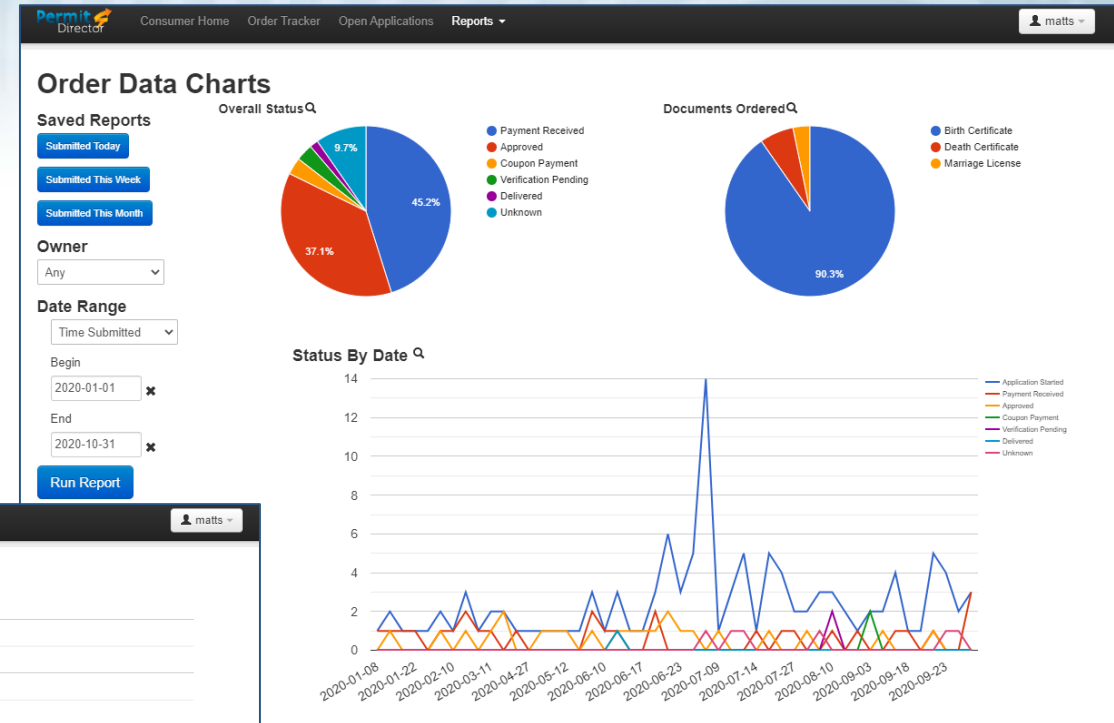 Permit Director
Consumer Home Order Tracker Open Applications Reports
matts
Order Data Charts
Saved Reports
Submitted Today
Submitted This Week
Submitted This Month
Owner
Any
Date Range
Time Submitted
Begin
2020-01-01
End
2020-10-31
Run Report
Overall Status
9.7%
45.2%
37.1%
Payment Received
Approved
Coupon Payment
Verification Pending
Delivered
Unknown
Documents Ordered
90.3%
Birth Certificate
Death Certificate
Marriage License
Status By Date
14
12
10
8
6
4
2
0
2020-01-08
2020-01-22
2020-02-10
2020-03-11
2020-04-27
2020-05-12
2020-06-10
2020-06-17
2020-06-23
2020-07-09
2020-07-14
2020-07-27
2020-08-10
2020-09-03
2020-09-18
2020-09-23
Application Started
Payment Received
Approved
Coupon Payment
Verification Pending
Delivered
Unknown
matts